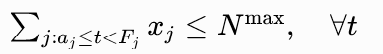 ∑_{j:a_j≤t<F_j} x_j ≤ N^{max}, ∀t